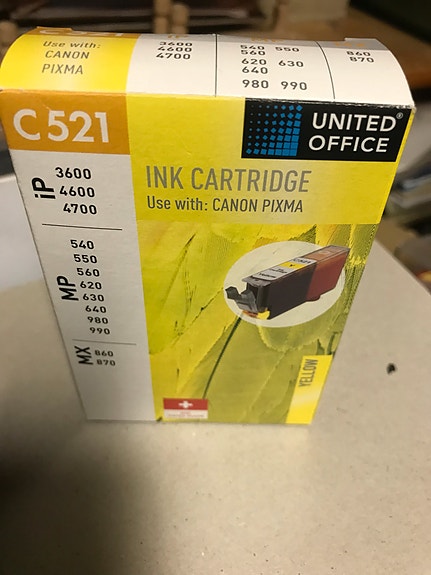 Use with:
CANON
PIXMA
3600
4600
4700
540 550
560
620 630
640
980 990
860
870
C521
UNITED®
OFFICE
iP
3600
4600
4700
INK CARTRIDGE
Use with: CANON PIXMA
MP
540
550
560
620
630
640
980
990
MX
860
870
YELLOW